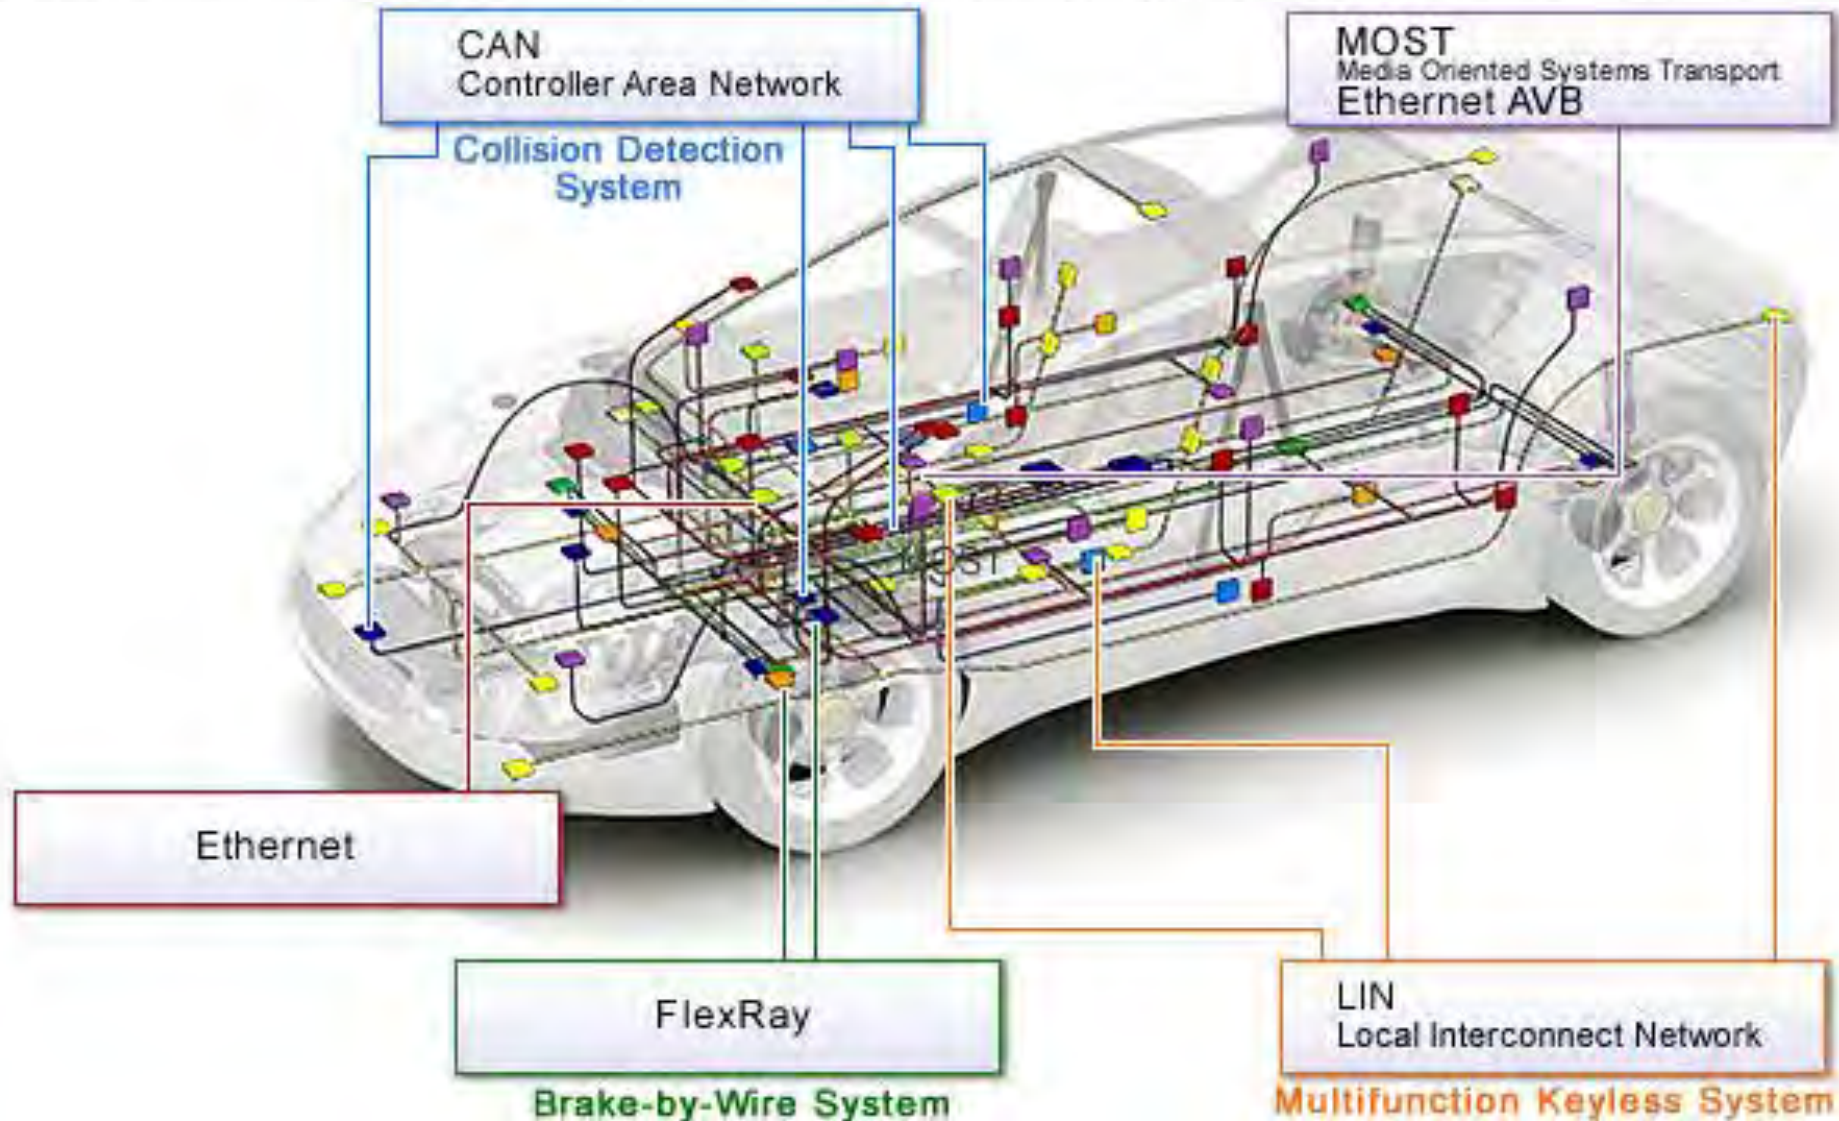 CAN
Controller Area Network
Collision Detection
System
MOST
Media Oriented Systems Transport
Ethernet AVB
MOST
Ethernet
FlexRay
Brake-by-Wire System
LIN
Local Interconnect Network
Multifunction Keyless System